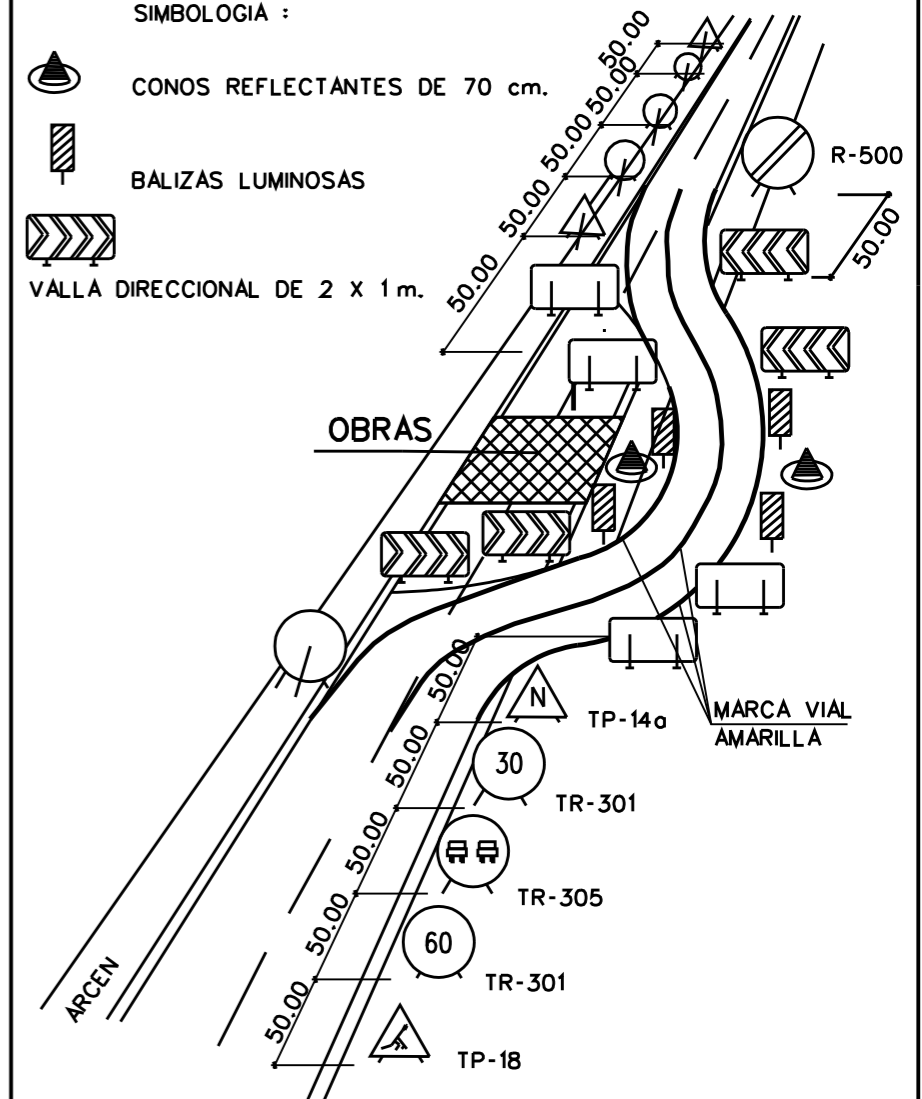 SIMBOLOGIA :
CONOS REFLECTANTES DE 70 cm.
BALIZAS LUMINOSAS
VALLA DIRECCIONAL DE 2 X 1 m.
50.00
50.00
50.00
50.00
50.00
50.00
R-500
50.00
OBRAS
MARCA VIAL
AMARILLA
50.00
N
TP-14a
50.00
30
TR-301
50.00
TR-305
50.00
60
TR-301
50.00
TP-18
ARCEN